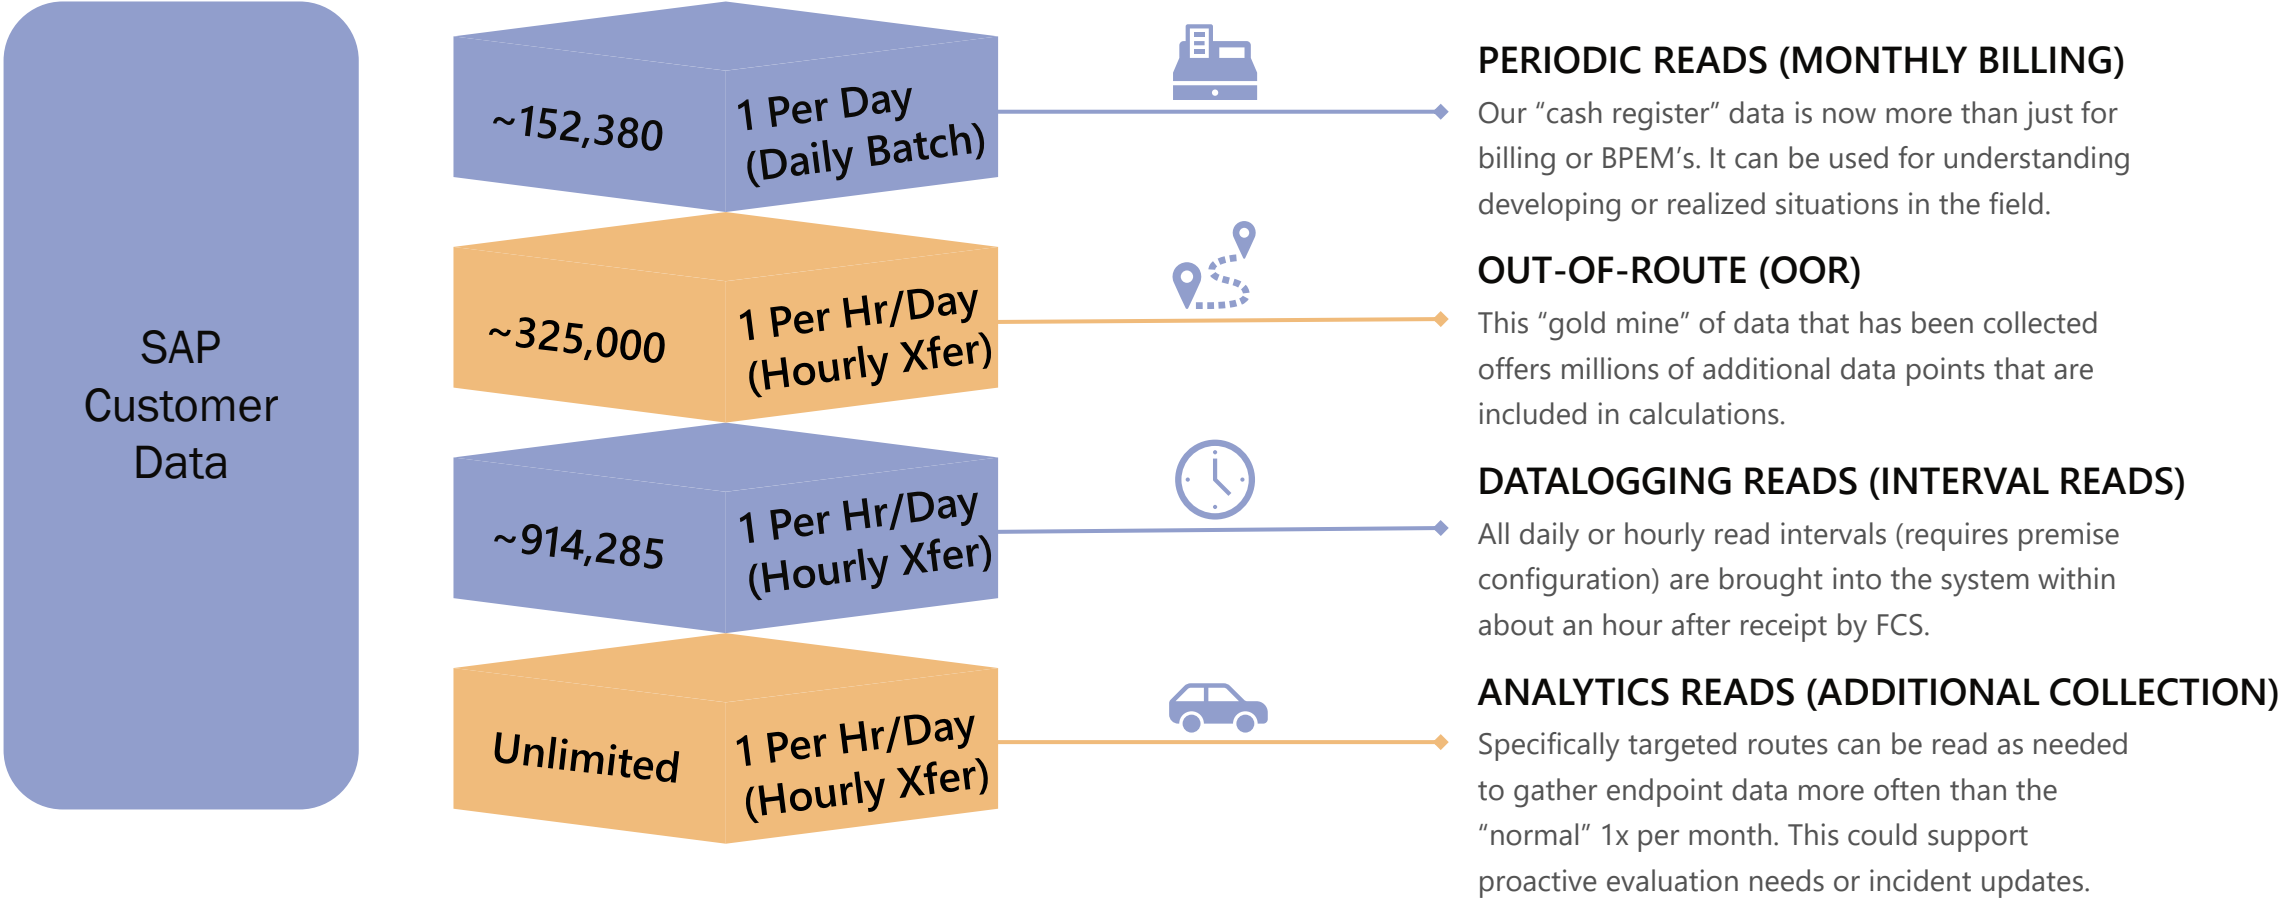 SAP
Customer
Data
~152,380
1 Per Day
(Daily Batch)
PERIODIC READS (MONTHLY BILLING)
Our “cash register” data is now more than just for
billing or BPEM’s. It can be used for understanding
developing or realized situations in the field.
~325,000
1 Per Hr/Day
(Hourly Xfer)
OUT-OF-ROUTE (OOR)
This “gold mine” of data that has been collected
offers millions of additional data points that are
included in calculations.
~914,285
1 Per Hr/Day
(Hourly Xfer)
DATALOGGING READS (INTERVAL READS)
All daily or hourly read intervals (requires premise
configuration) are brought into the system within
about an hour after receipt by FCS.
Unlimited
1 Per Hr/Day
(Hourly Xfer)
ANALYTICS READS (ADDITIONAL COLLECTION)
Specifically targeted routes can be read as needed
to gather endpoint data more often than the
“normal” 1x per month. This could support
proactive evaluation needs or incident updates.